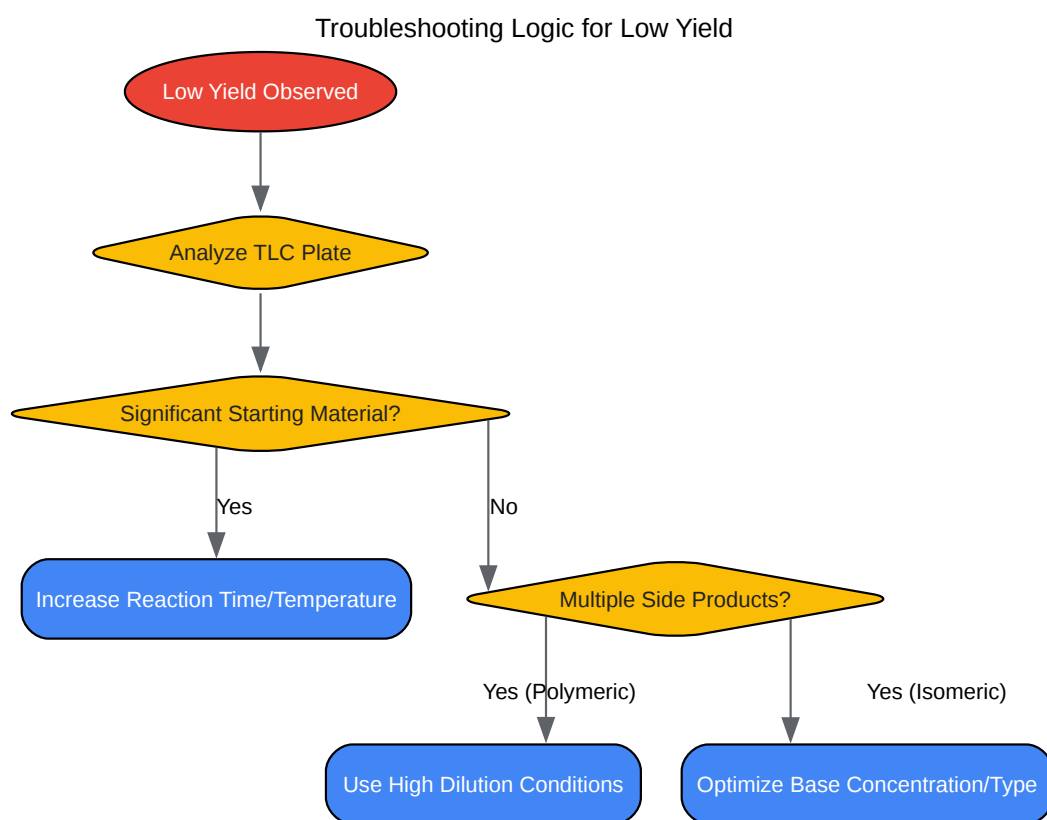 Troubleshooting Logic for Low Yield
Low Yield Observed
Analyze TLC Plate
Significant Starting Material?
Yes
No
Increase Reaction Time/Temperature
Multiple Side Products?
Yes (Polymeric)
Yes (Isomeric)
Use High Dilution Conditions
Optimize Base Concentration/Type